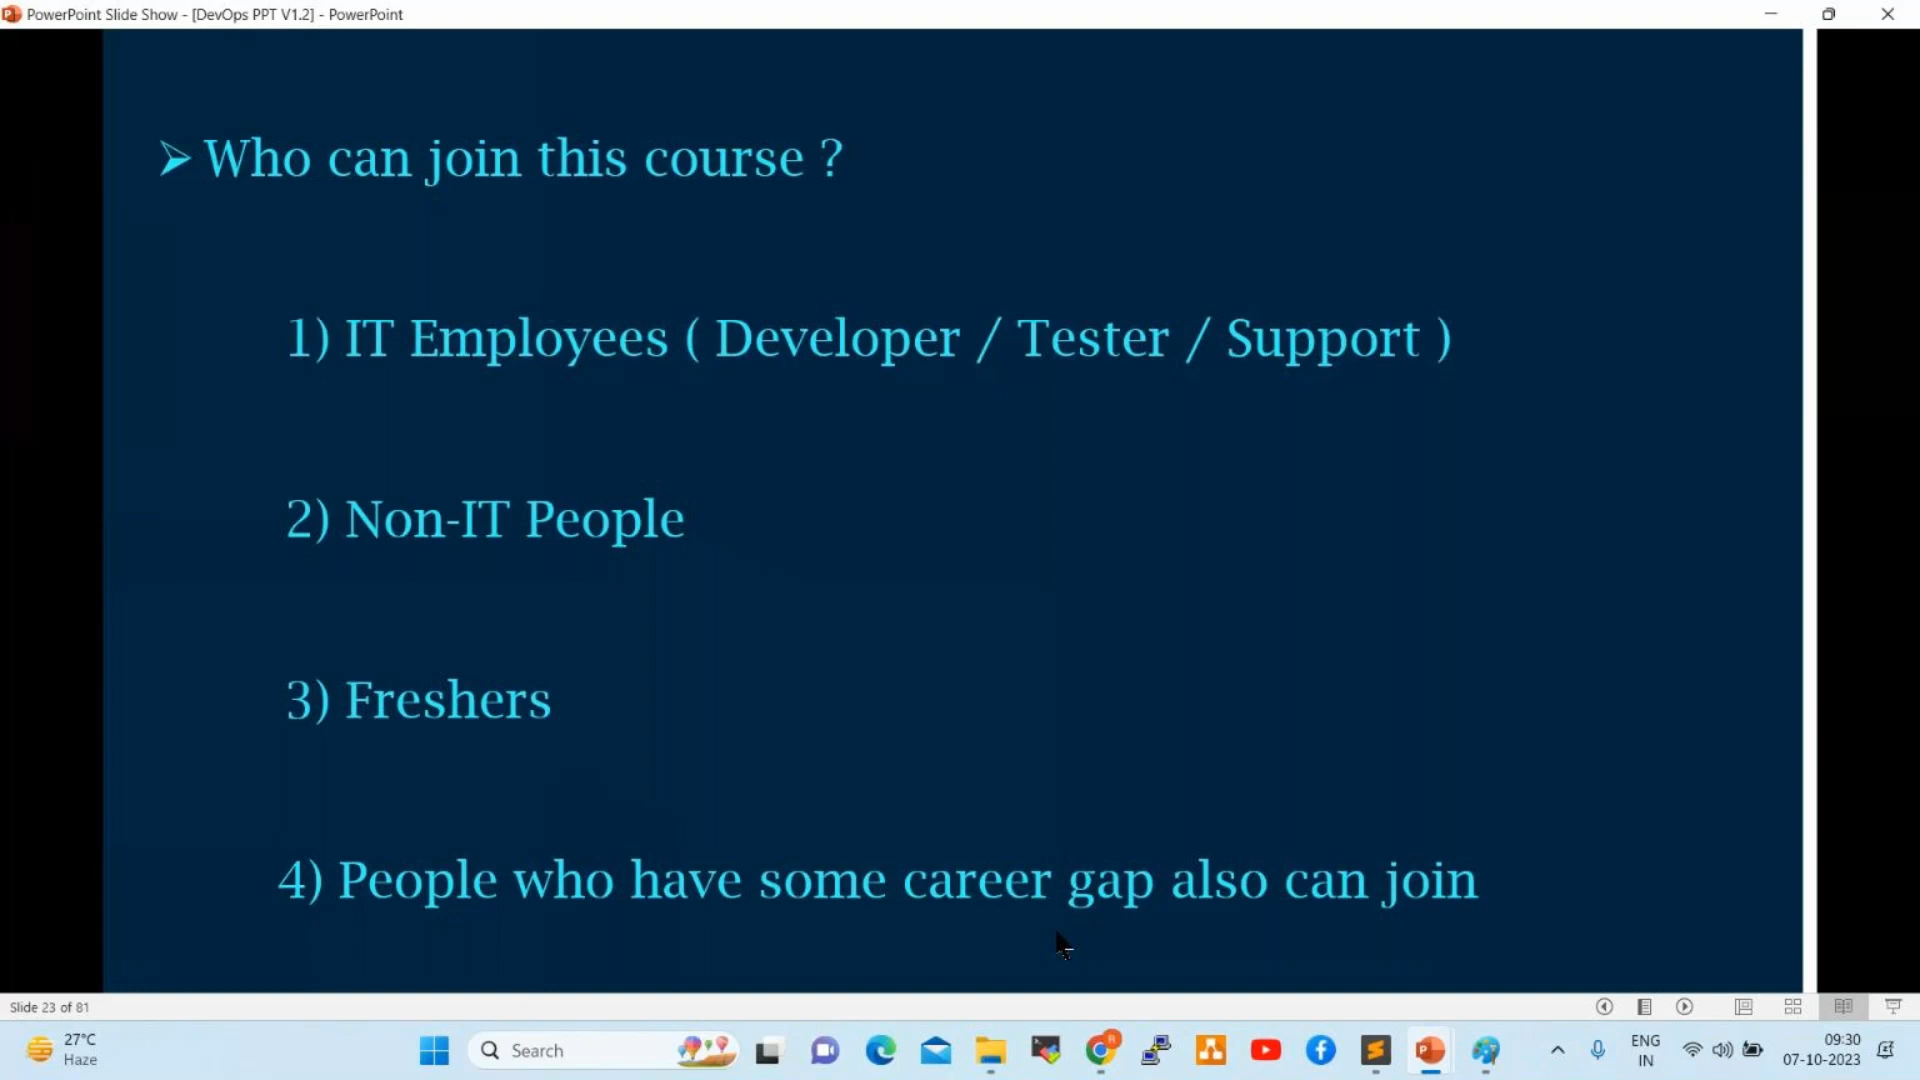 PowerPoint Slide Show - [DevOps PPT V1.2] - PowerPoint
➢ Who can join this course ?
1) IT Employees ( Developer / Tester / Support )
2) Non-IT People
3) Freshers
4) People who have some career gap also can join
Slide 23 of 81
27°C
Haze
Search
R
ENG
IN
09:30
07-10-2023